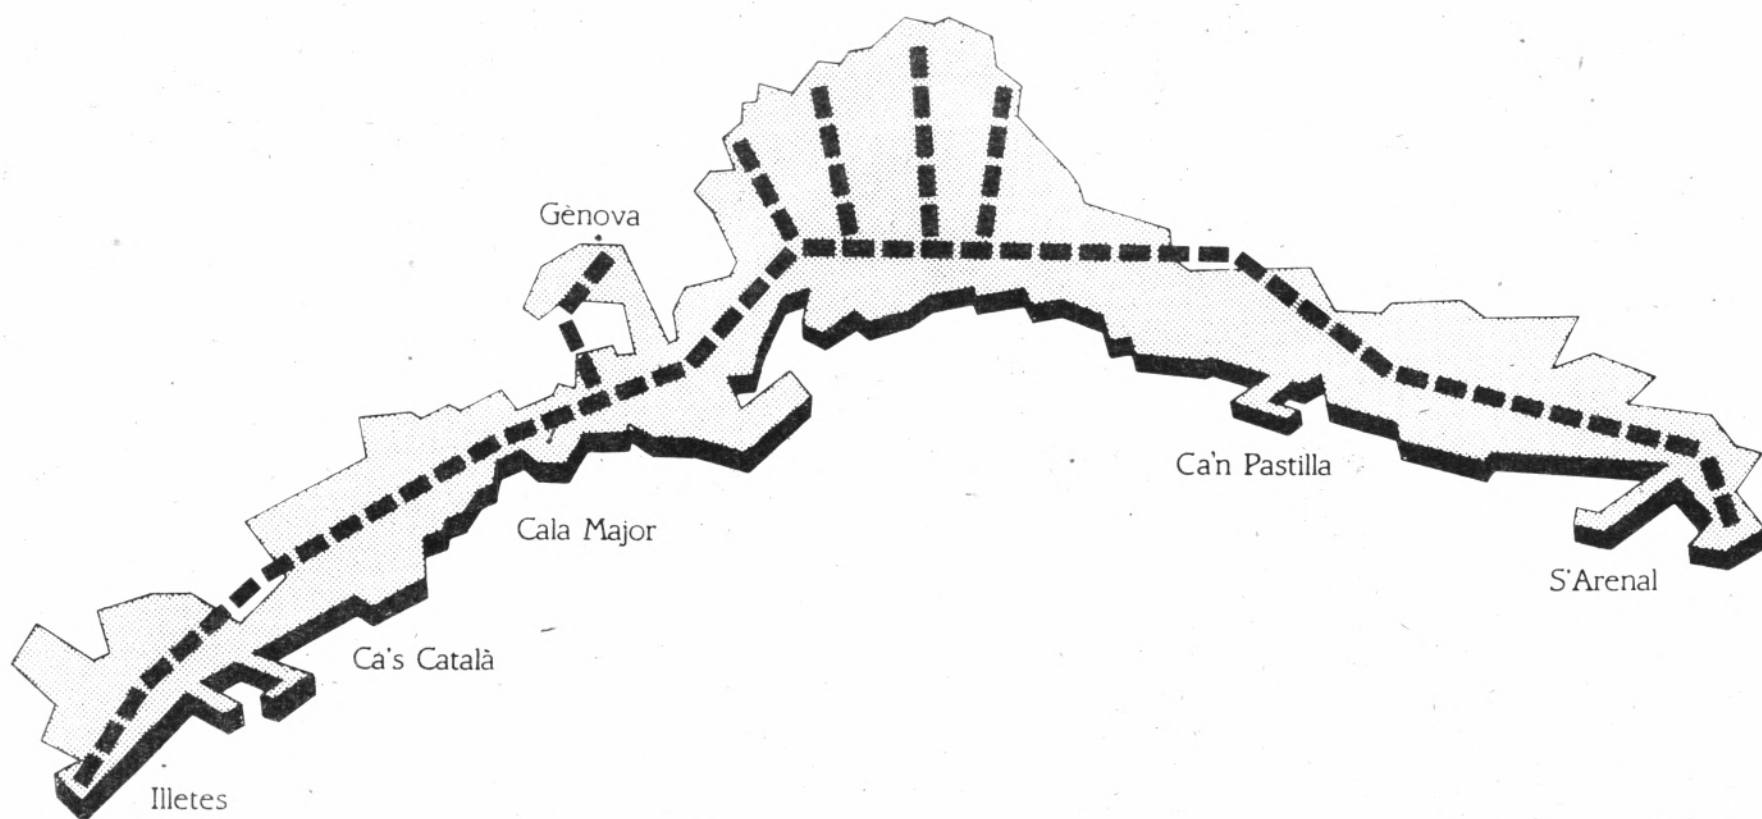 Gènova
Cala Major
Ca'n Pastilla
S'Arenal
Ca's Català
Illetes